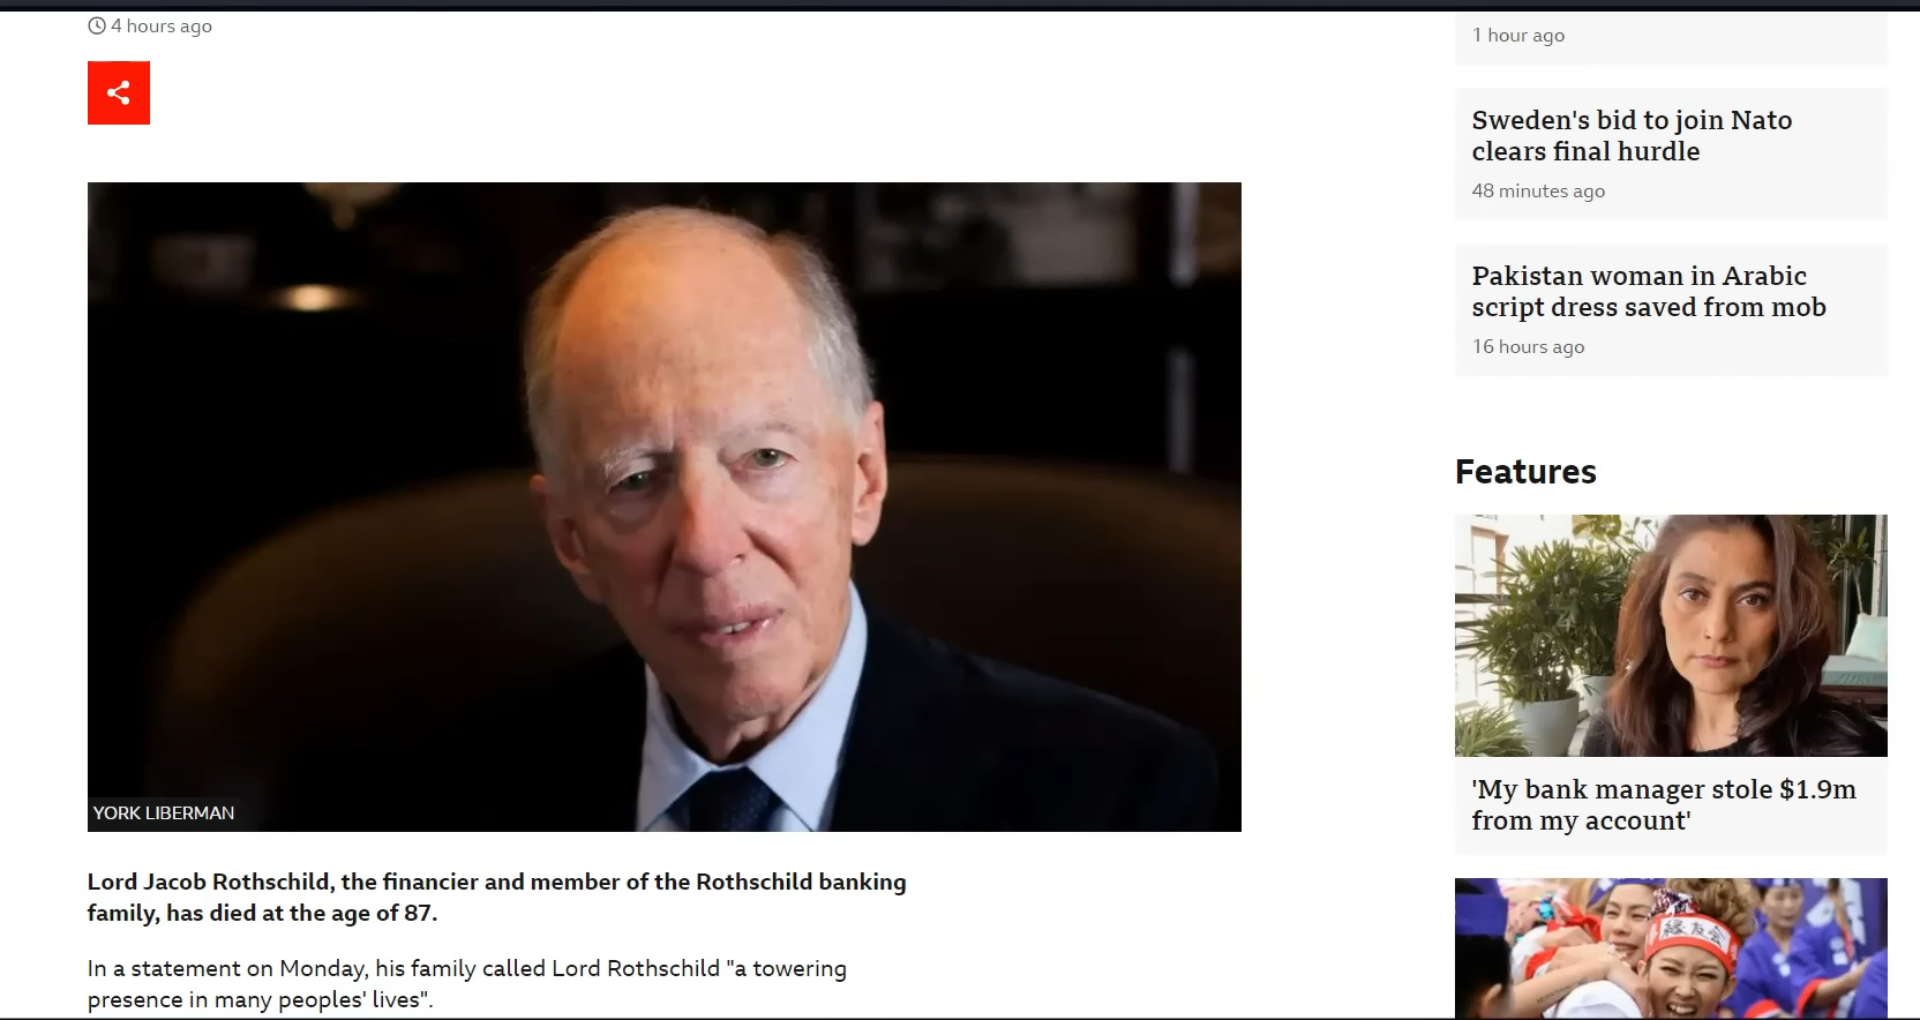 4 hours ago
YORK LIBERMAN
Lord Jacob Rothschild, the financier and member of the Rothschild banking
family, has died at the age of 87.
In a statement on Monday, his family called Lord Rothschild "a towering
presence in many peoples' lives".
1 hour ago
Sweden's bid to join Nato
clears final hurdle
48 minutes ago
Pakistan woman in Arabic
script dress saved from mob
16 hours ago
Features
'My bank manager stole $1.9m
from my account'
縁友会